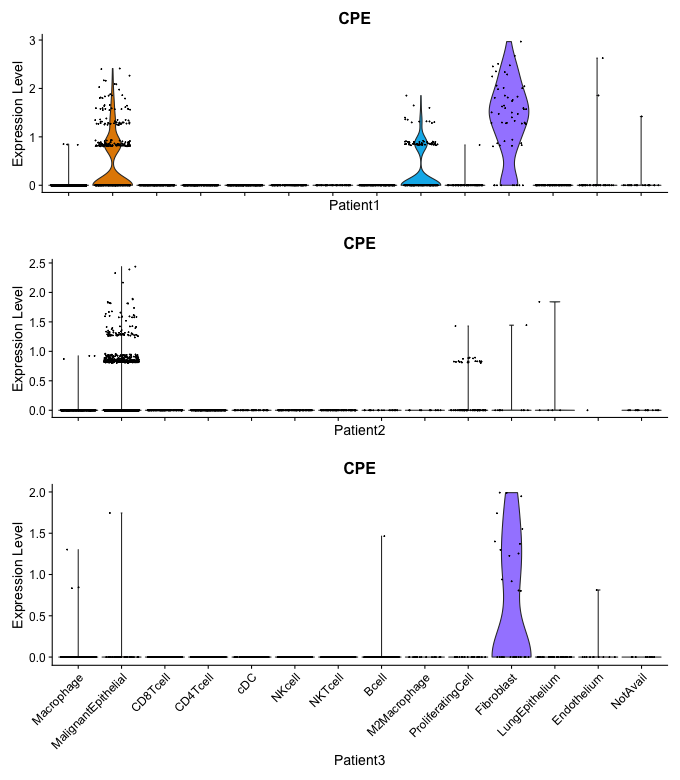 CPE
Expression Level
3
2
1
0
Patient1
CPE
Expression Level
2.5
2.0
1.5
1.0
0.5
0.0
Patient2
CPE
Expression Level
2.0
1.5
1.0
0.5
0.0
Macrophage
MalignantEpithelial
CD8Tcell
CD4Tcell
cDC
NKcell
NKTcell
Bcell
M2Macrophage
ProliferatingCell
Fibroblast
LungEpithelium
Endothelium
NotAvail
Patient3